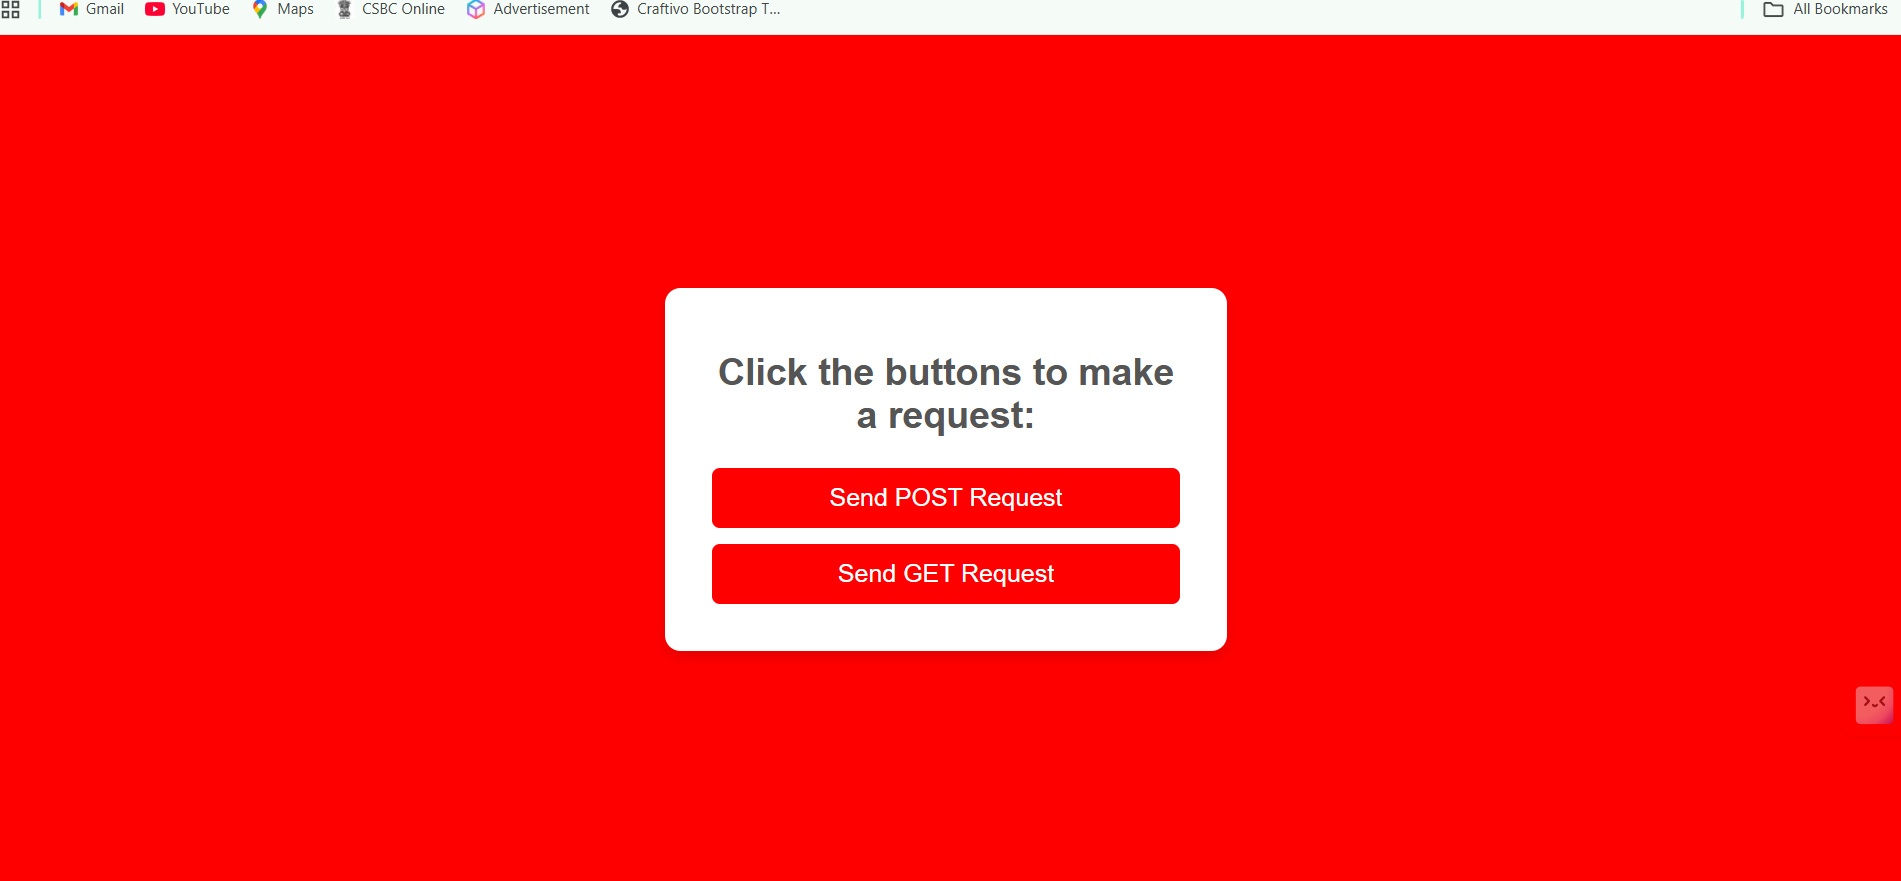 Gmail YouTube Maps CSBC Online Advertisement Craftivo Bootstrap T... All Bookmarks
Click the buttons to make
a request:
Send POST Request
Send GET Request